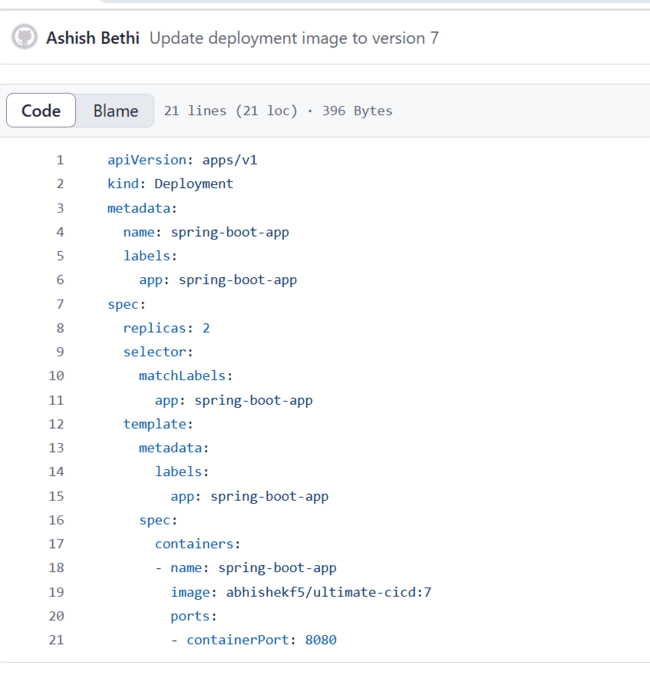 Ashish Bethi Update deployment image to version 7
Code Blame 21 lines (21 loc) · 396 Bytes
1 apiVersion: apps/v1
2 kind: Deployment
3 metadata:
4   name: spring-boot-app
5   labels:
6     app: spring-boot-app
7 spec:
8   replicas: 2
9   selector:
10     matchLabels:
11       app: spring-boot-app
12   template:
13     metadata:
14       labels:
15         app: spring-boot-app
16     spec:
17       containers:
18       - name: spring-boot-app
19         image: abhishekf5/ultimate-cicd:7
20         ports:
21         - containerPort: 8080